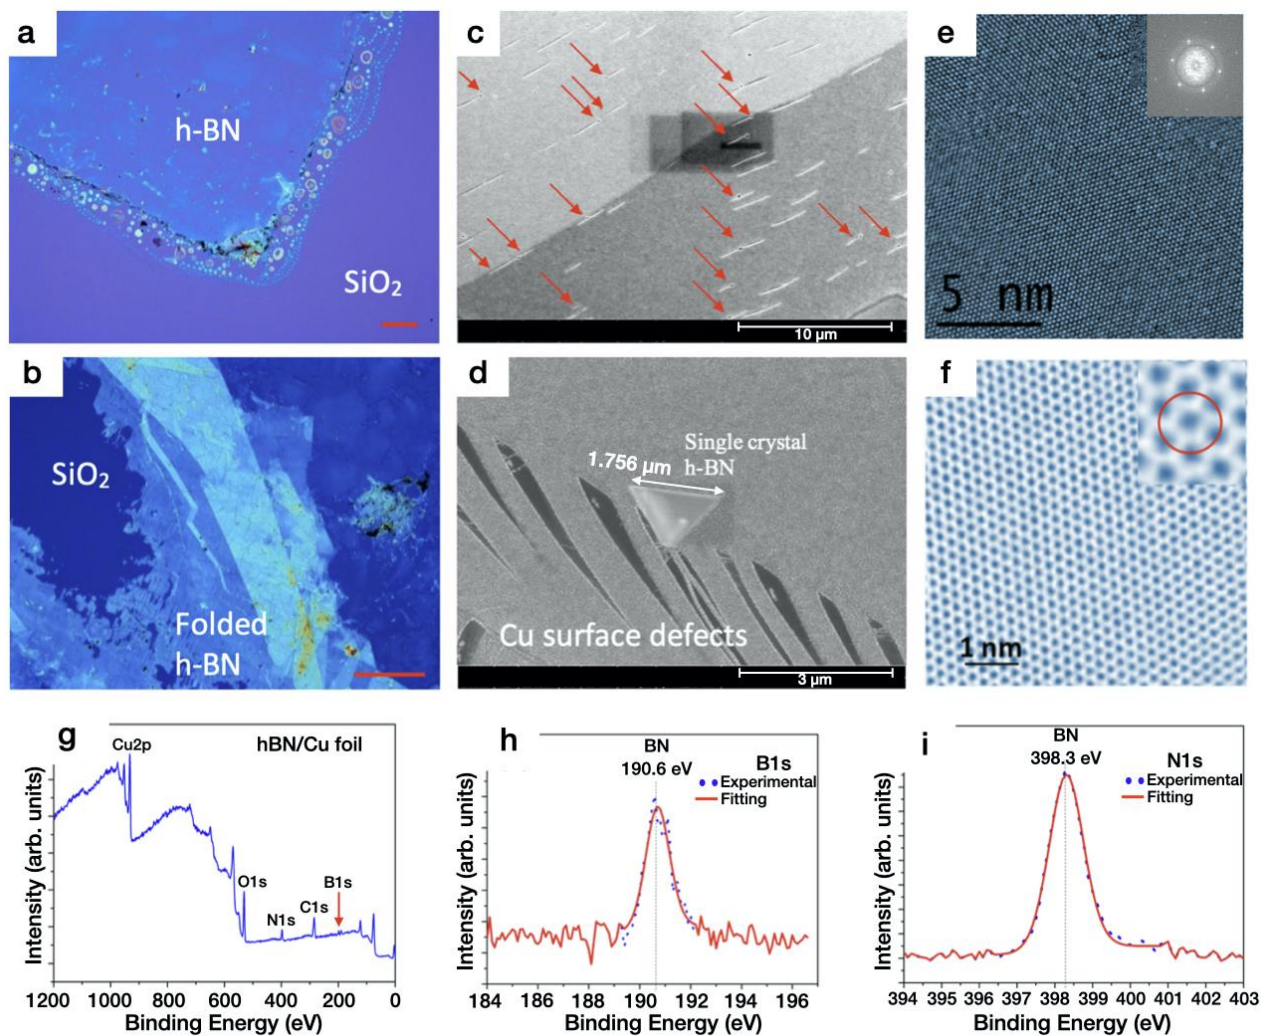 a
h-BN
SiO₂
b
SiO₂
Folded
h-BN
c
10 µm
d
1.756 µm
Single crystal
h-BN
Cu surface defects
3 µm
e
5 nm
f
1 nm
g
hBN/Cu foil
Cu2p
O1s
N1s
C1s
B1s
Intensity (arb. units)
1200 1000 800 600 400 200 0
Binding Energy (eV)
h
BN
190.6 eV
B1s
Experimental
Fitting
Intensity (arb. units)
184 186 188 190 192 194 196
Binding Energy (eV)
i
BN
398.3 eV
N1s
Experimental
Fitting
Intensity (arb. units)
394 395 396 397 398 399 400 401 402 403
Binding Energy (eV)